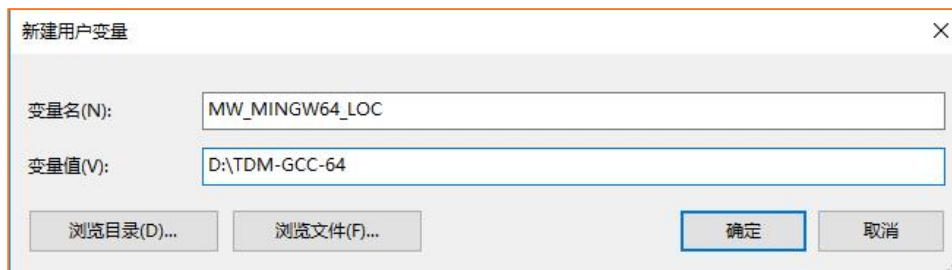 新建用户变量
变量名(N): MW_MINGW64_LOC
变量值(V): D:\TDM-GCC-64
浏览目录(D)... 浏览文件(F)... 确定 取消